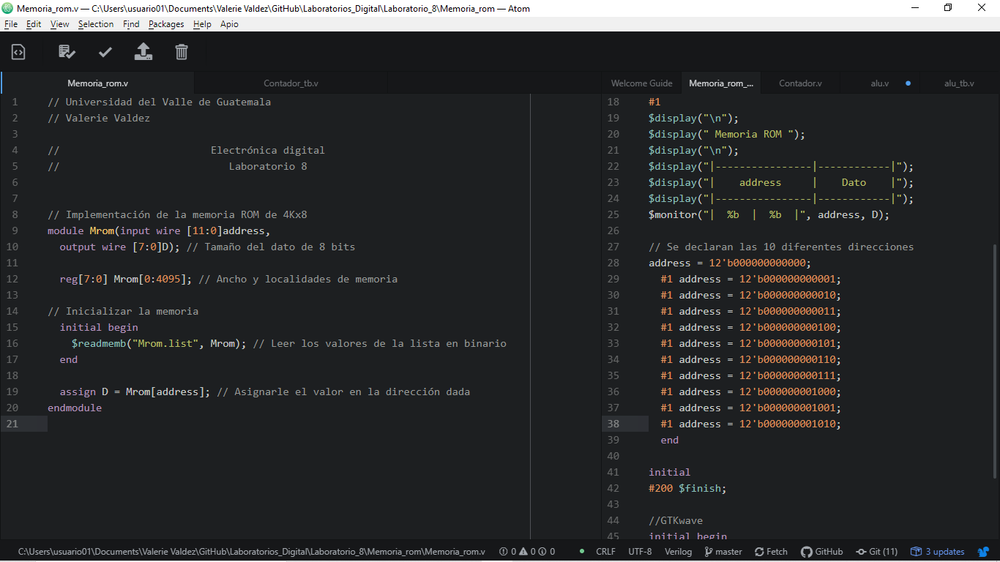 Memoria_rom.v — C:\Users\usuario01\Documents\Valerie Valdez\GitHub\Laboratorios_Digital\Laboratorio_8\Memoria_rom — Atom
File Edit View Selection Find Packages Help Apio
Memoria_rom.v Contador_tb.v
1 // Universidad del Valle de Guatemala
2 // Valerie Valdez
3
4 // Electrónica digital
5 // Laboratorio 8
6
7
8 // Implementación de la memoria ROM de 4Kx8
9 module Mrom(input wire [11:0]address,
10 output wire [7:0]D); // Tamaño del dato de 8 bits
11
12 reg[7:0] Mrom[0:4095]; // Ancho y localidades de memoria
13
14 // Inicializar la memoria
15 initial begin
16 $readmemb("Mrom.list", Mrom); // Leer los valores de la lista en binario
17 end
18
19 assign D = Mrom[address]; // Asignarle el valor en la dirección dada
20 endmodule
21
Welcome Guide Memoria_rom_... Contador.v alu.v alu_tb.v
18 #1
19 $display("\n");
20 $display(" Memoria ROM ");
21 $display("\n");
22 $display("|----------------|------------|");
23 $display("|    address     |    Dato    |");
24 $display("|----------------|------------|");
25 $monitor("|  %b  |  %b  |", address, D);
26
27 // Se declaran las 10 diferentes direcciones
28 address = 12'b000000000000;
29 #1 address = 12'b000000000001;
30 #1 address = 12'b000000000010;
31 #1 address = 12'b000000000011;
32 #1 address = 12'b000000000100;
33 #1 address = 12'b000000000101;
34 #1 address = 12'b000000000110;
35 #1 address = 12'b000000000111;
36 #1 address = 12'b000000001000;
37 #1 address = 12'b000000001001;
38 #1 address = 12'b000000001010;
39 end
40
41 initial
42 #200 $finish;
43
44 //GTKwave
45 initial begin
C:\Users\usuario01\Documents\Valerie Valdez\GitHub\Laboratorios_Digital\Laboratorio_8\Memoria_rom\Memoria_rom.v 0 0 0 CRLF UTF-8 Verilog master Fetch GitHub Git (11) 3 updates